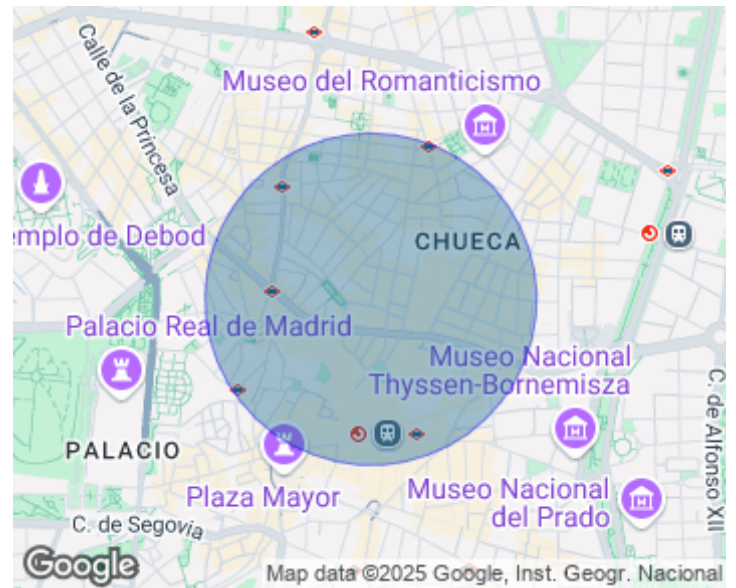 Calle de la Princesa
Museo del Romanticismo
CHUECA
emplo de Debod
Palacio Real de Madrid
Museo Nacional
Thyssen-Bornemisza
C. de Alfonso XII
PALACIO
Plaza Mayor
Museo Nacional
del Prado
C. de Segovia
Google
Map data ©2025 Google, Inst. Geogr. Nacional